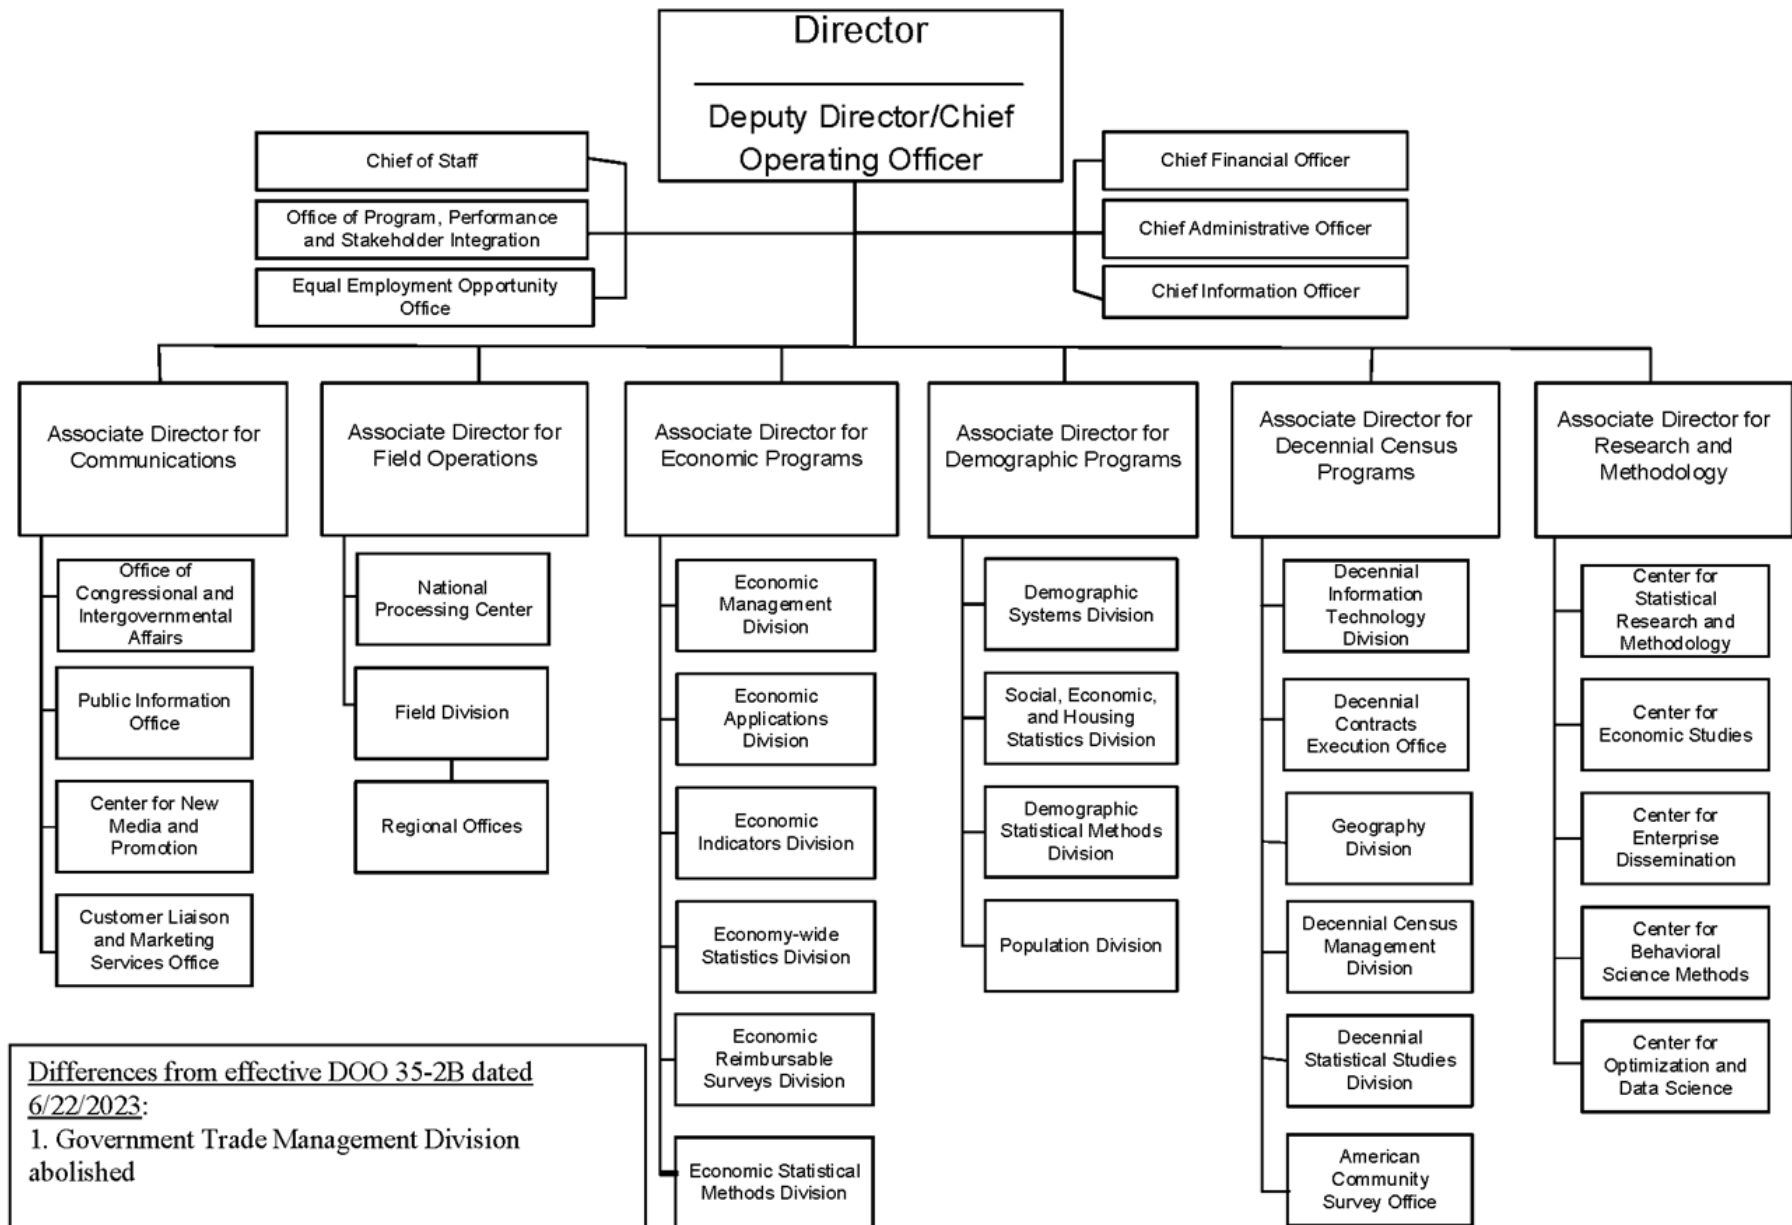 Director
Deputy Director/Chief
Operating Officer
Chief of Staff
Office of Program, Performance
and Stakeholder Integration
Equal Employment Opportunity
Office
Chief Financial Officer
Chief Administrative Officer
Chief Information Officer
Associate Director for
Communications
Associate Director for
Field Operations
Associate Director for
Economic Programs
Associate Director for
Demographic Programs
Associate Director for
Decennial Census
Programs
Associate Director for
Research and
Methodology
Office of
Congressional and
Intergovernmental
Affairs
Public Information
Office
Center for New
Media and
Promotion
Customer Liaison
and Marketing
Services Office
National
Processing Center
Field Division
Regional Offices
Economic
Management
Division
Economic
Applications
Division
Economic
Indicators Division
Economy-wide
Statistics Division
Economic
Reimbursable
Surveys Division
Economic Statistical
Methods Division
Demographic
Systems Division
Social, Economic,
and Housing
Statistics Division
Demographic
Statistical Methods
Division
Population Division
Decennial
Information
Technology
Division
Decennial
Contracts
Execution Office
Geography
Division
Decennial Census
Management
Division
Decennial
Statistical Studies
Division
American
Community
Survey Office
Center for
Statistical
Research and
Methodology
Center for
Economic Studies
Center for
Enterprise
Dissemination
Center for
Behavioral
Science Methods
Center for
Optimization and
Data Science
Differences from effective DOO 35-2B dated
6/22/2023:
1. Government Trade Management Division
abolished